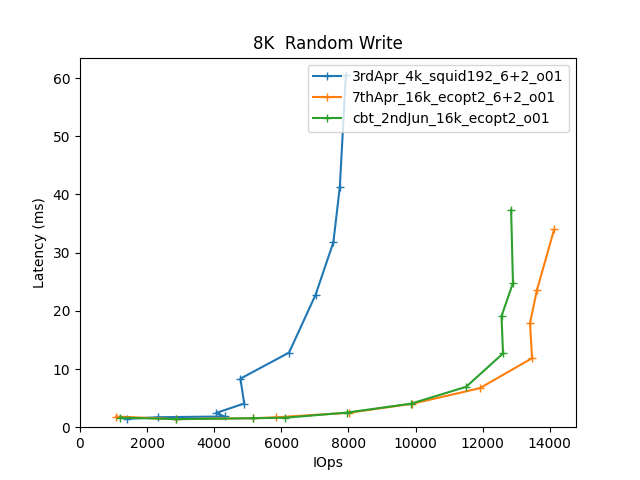 8K  Random Write
3rdApr_4k_squid192_6+2_o01
7thApr_16k_ecopt2_6+2_o01
cbt_2ndJun_16k_ecopt2_o01
60
50
40
30
20
10
0
Latency (ms)
0 2000 4000 6000 8000 10000 12000 14000
IOps